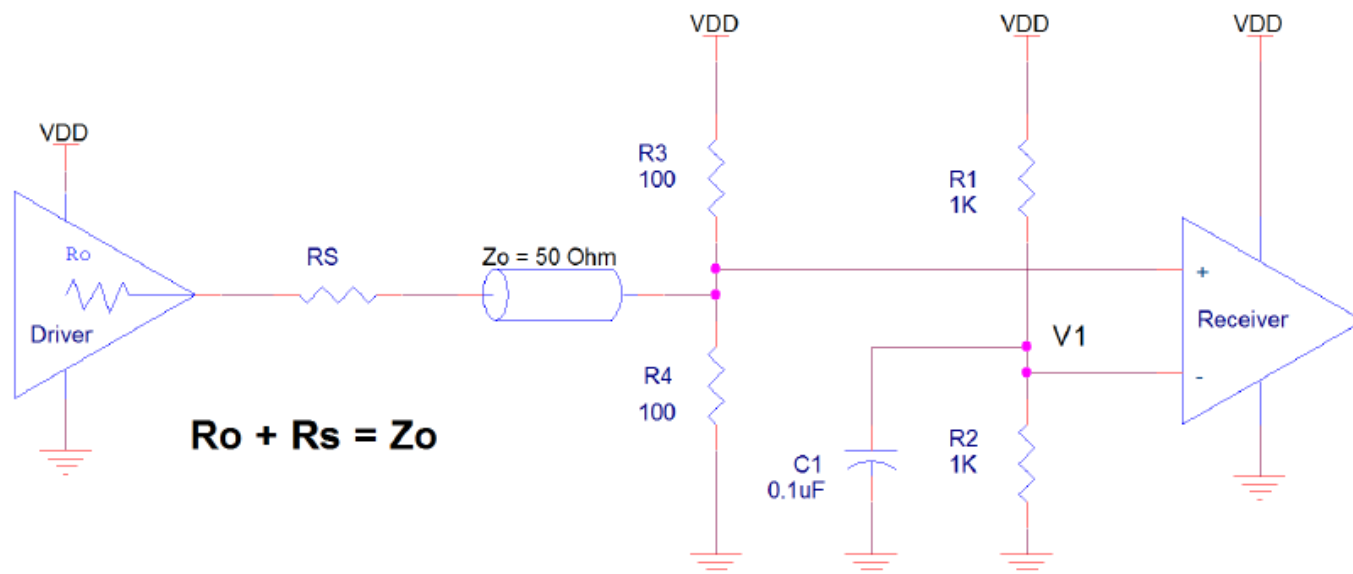 VDD
VDD
VDD
VDD
R3
100
R1
1K
Ro
RS
Zo = 50 Ohm
+
Driver
Receiver
V1
-
R4
100
Ro + Rs = Zo
R2
1K
C1
0.1uF